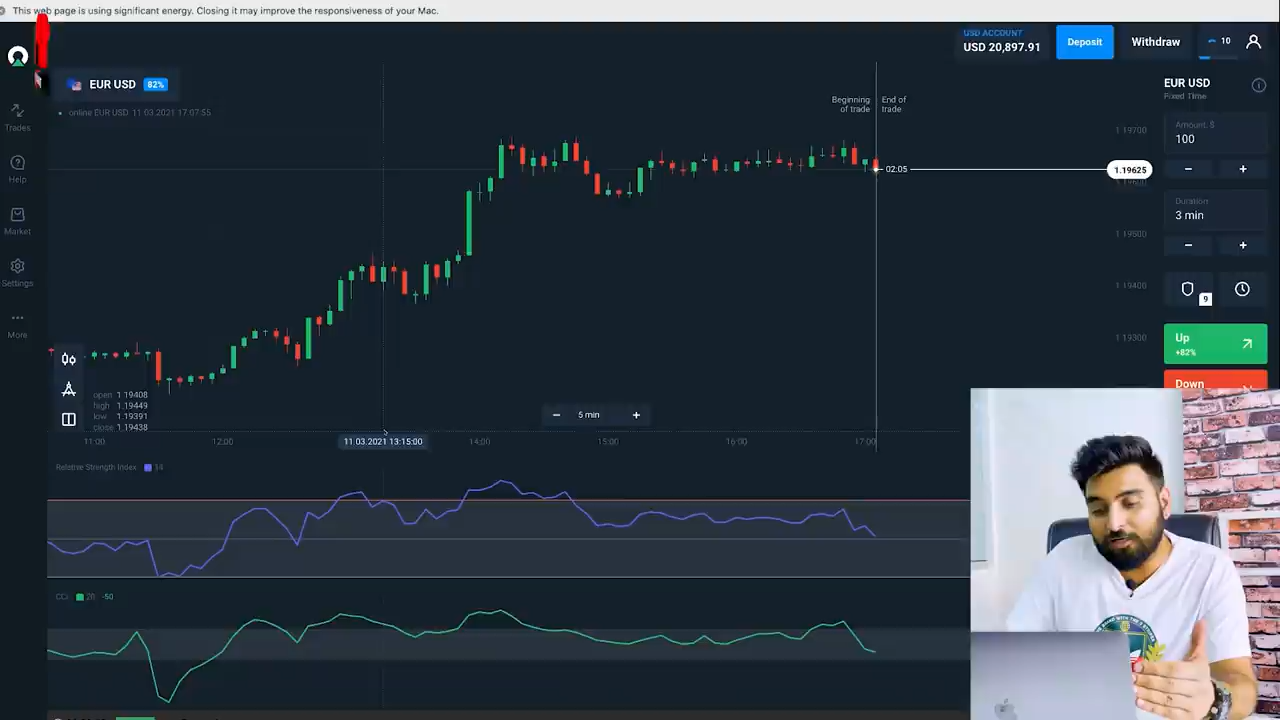 This web page is using significant energy. Closing it may improve the responsiveness of your Mac.
USD ACCOUNT
USD 20,897.91
Deposit
Withdraw
10
EUR USD 82%
online EUR USD 11.03.2021 17:07:55
Trades
Help
Market
Settings
More
Beginning
of trade
End of
trade
02:05
1.19700
1.19625
1.19500
1.19400
1.19300
EUR USD
Fixed Time
Amount, $
100
Duration
3 min
9
Up
+82%
Down
open 1.19408
high 1.19449
low 1.19391
close 1.19438
5 min
11:00
12:00
11.03.2021 13:15:00
14:00
15:00
16:00
17:00
Relative Strength Index 14
CCI 20 -50